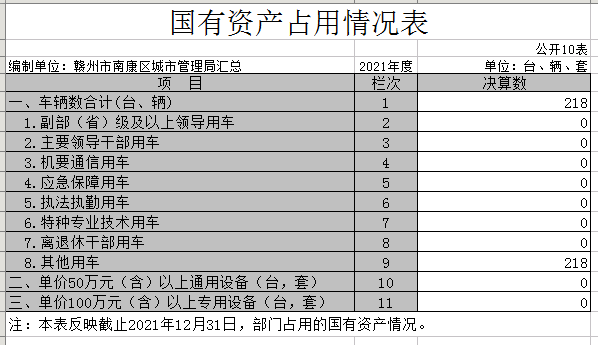 国有资产占用情况表
公开10表
编制单位：赣州市南康区城市管理局汇总 2021年度 单位：台、辆、套
项 目 栏次 决算数
一、车辆数合计(台、辆) 1 218
1.副部（省）级及以上领导用车 2 0
2.主要领导干部用车 3 0
3.机要通信用车 4 0
4.应急保障用车 5 0
5.执法执勤用车 6 0
6.特种专业技术用车 7 0
7.离退休干部用车 8 0
8.其他用车 9 218
二、单价50万元（含）以上通用设备（台，套） 10 0
三、单价100万元（含）以上专用设备（台，套） 11 0
注：本表反映截止2021年12月31日，部门占用的国有资产情况。